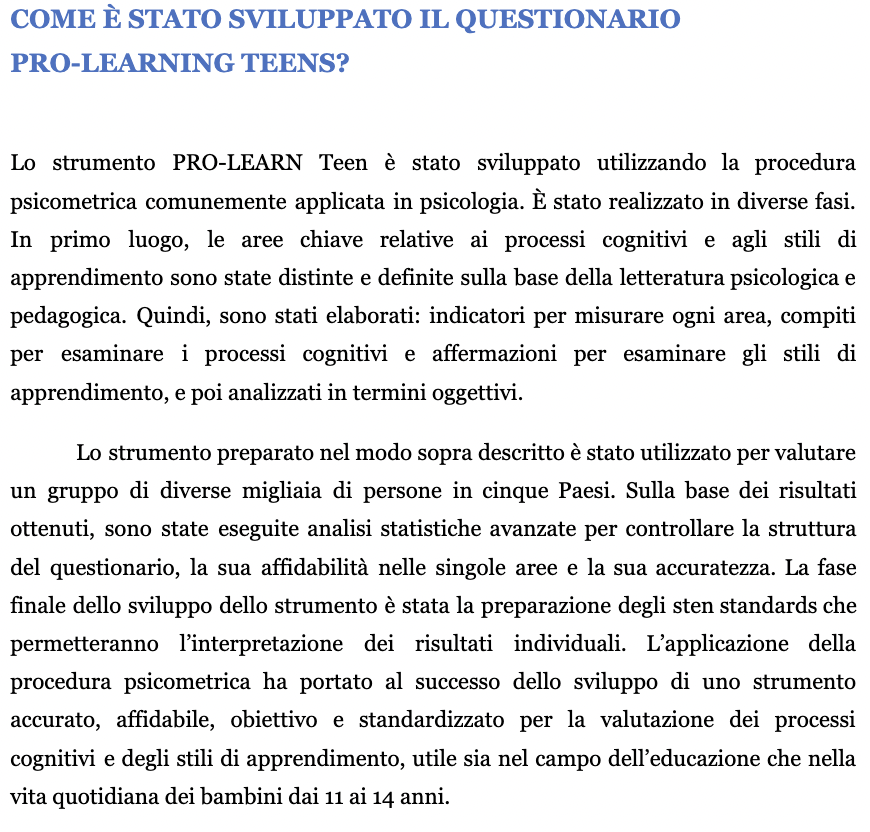 COME È STATO SVILUPPATO IL QUESTIONARIO
PRO-LEARNING TEENS?
Lo strumento PRO-LEARN Teen è stato sviluppato utilizzando la procedura
psicometrica comunemente applicata in psicologia. È stato realizzato in diverse fasi.
In primo luogo, le aree chiave relative ai processi cognitivi e agli stili di
apprendimento sono state distinte e definite sulla base della letteratura psicologica e
pedagogica. Quindi, sono stati elaborati: indicatori per misurare ogni area, compiti
per esaminare i processi cognitivi e affermazioni per esaminare gli stili di
apprendimento, e poi analizzati in termini oggettivi.
Lo strumento preparato nel modo sopra descritto è stato utilizzato per valutare
un gruppo di diverse migliaia di persone in cinque Paesi. Sulla base dei risultati
ottenuti, sono state eseguite analisi statistiche avanzate per controllare la struttura
del questionario, la sua affidabilità nelle singole aree e la sua accuratezza. La fase
finale dello sviluppo dello strumento è stata la preparazione degli sten standards che
permetteranno l’interpretazione dei risultati individuali. L’applicazione della
procedura psicometrica ha portato al successo dello sviluppo di uno strumento
accurato, affidabile, obiettivo e standardizzato per la valutazione dei processi
cognitivi e degli stili di apprendimento, utile sia nel campo dell’educazione che nella
vita quotidiana dei bambini dai 11 ai 14 anni.